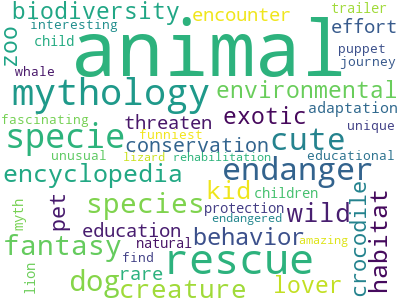 biodiversity
encounter
trailer
interesting
effort
zoo
child
animal
puppet
whale
journey
mythology
environmental
adaptation
fascinating
threaten
exotic
unique
funniest
specie
conservation
cute
unusual
lizard
rehabilitation
educational
encyclopedia
endanger
kid
children
pet
species
protection
wild
crocodile
habitat
myth
education
endangered
behavior
fantasy
natural
amazing
find
rescue
lion
dog
rare
creature
lover